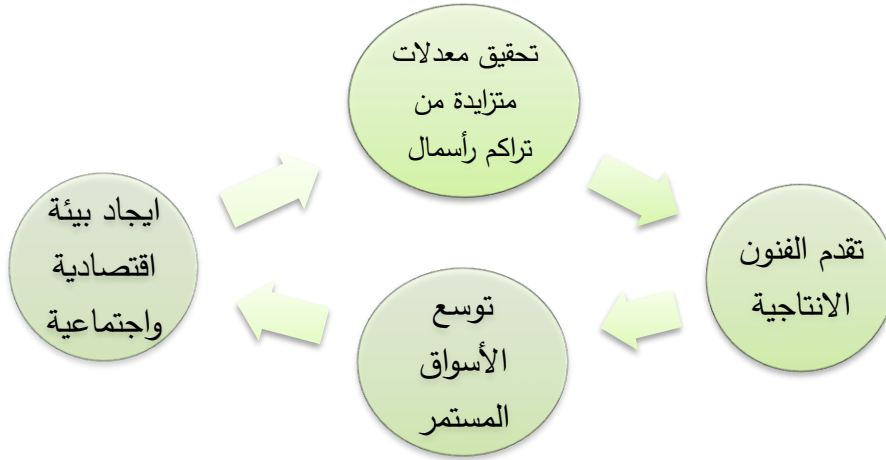 تحقيق معدلات
متزايدة من
تراكم رأسمال
تقدم الفنون
الانتاجية
توسع
الأسواق
المستمر
ايجاد بيئة
اقتصادية
واجتماعية